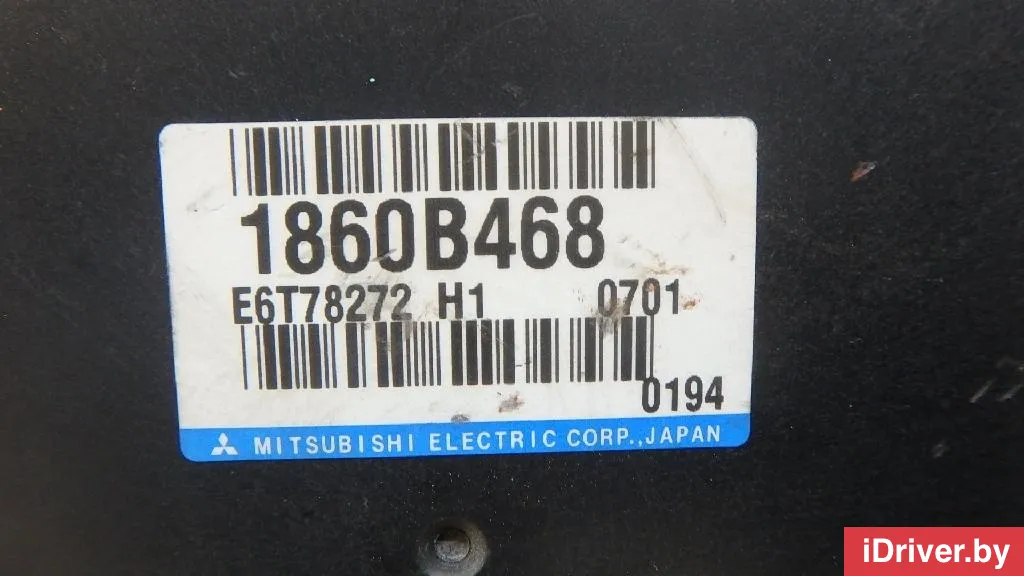 1860B468
E6T78272 H1 0701
0194
MITSUBISHI ELECTRIC CORP.,JAPAN
iDriver.by